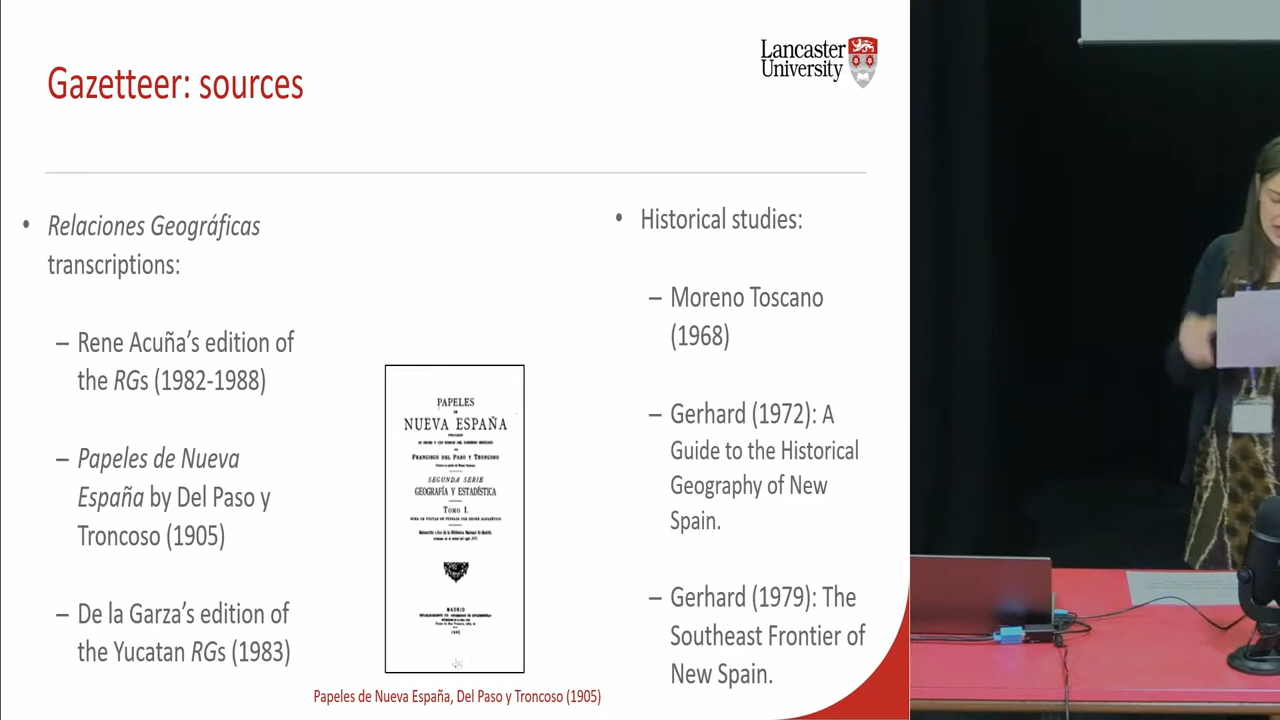 Gazetteer: sources
Lancaster
University
• Relaciones Geográficas
transcriptions:
– Rene Acuña’s edition of
the RGs (1982-1988)
– Papeles de Nueva
España by Del Paso y
Troncoso (1905)
– De la Garza’s edition of
the Yucatan RGs (1983)
PAPELES
DE
NUEVA ESPAÑA
FRANCISCO DEL PASO Y TRONCOSO
SEGUNDA SERIE
GEOGRAFÍA Y ESTADÍSTICA
TOMO I.
MADRID
1905
Papeles de Nueva España, Del Paso y Troncoso (1905)
• Historical studies:
– Moreno Toscano
(1968)
– Gerhard (1972): A
Guide to the Historical
Geography of New
Spain.
– Gerhard (1979): The
Southeast Frontier of
New Spain.